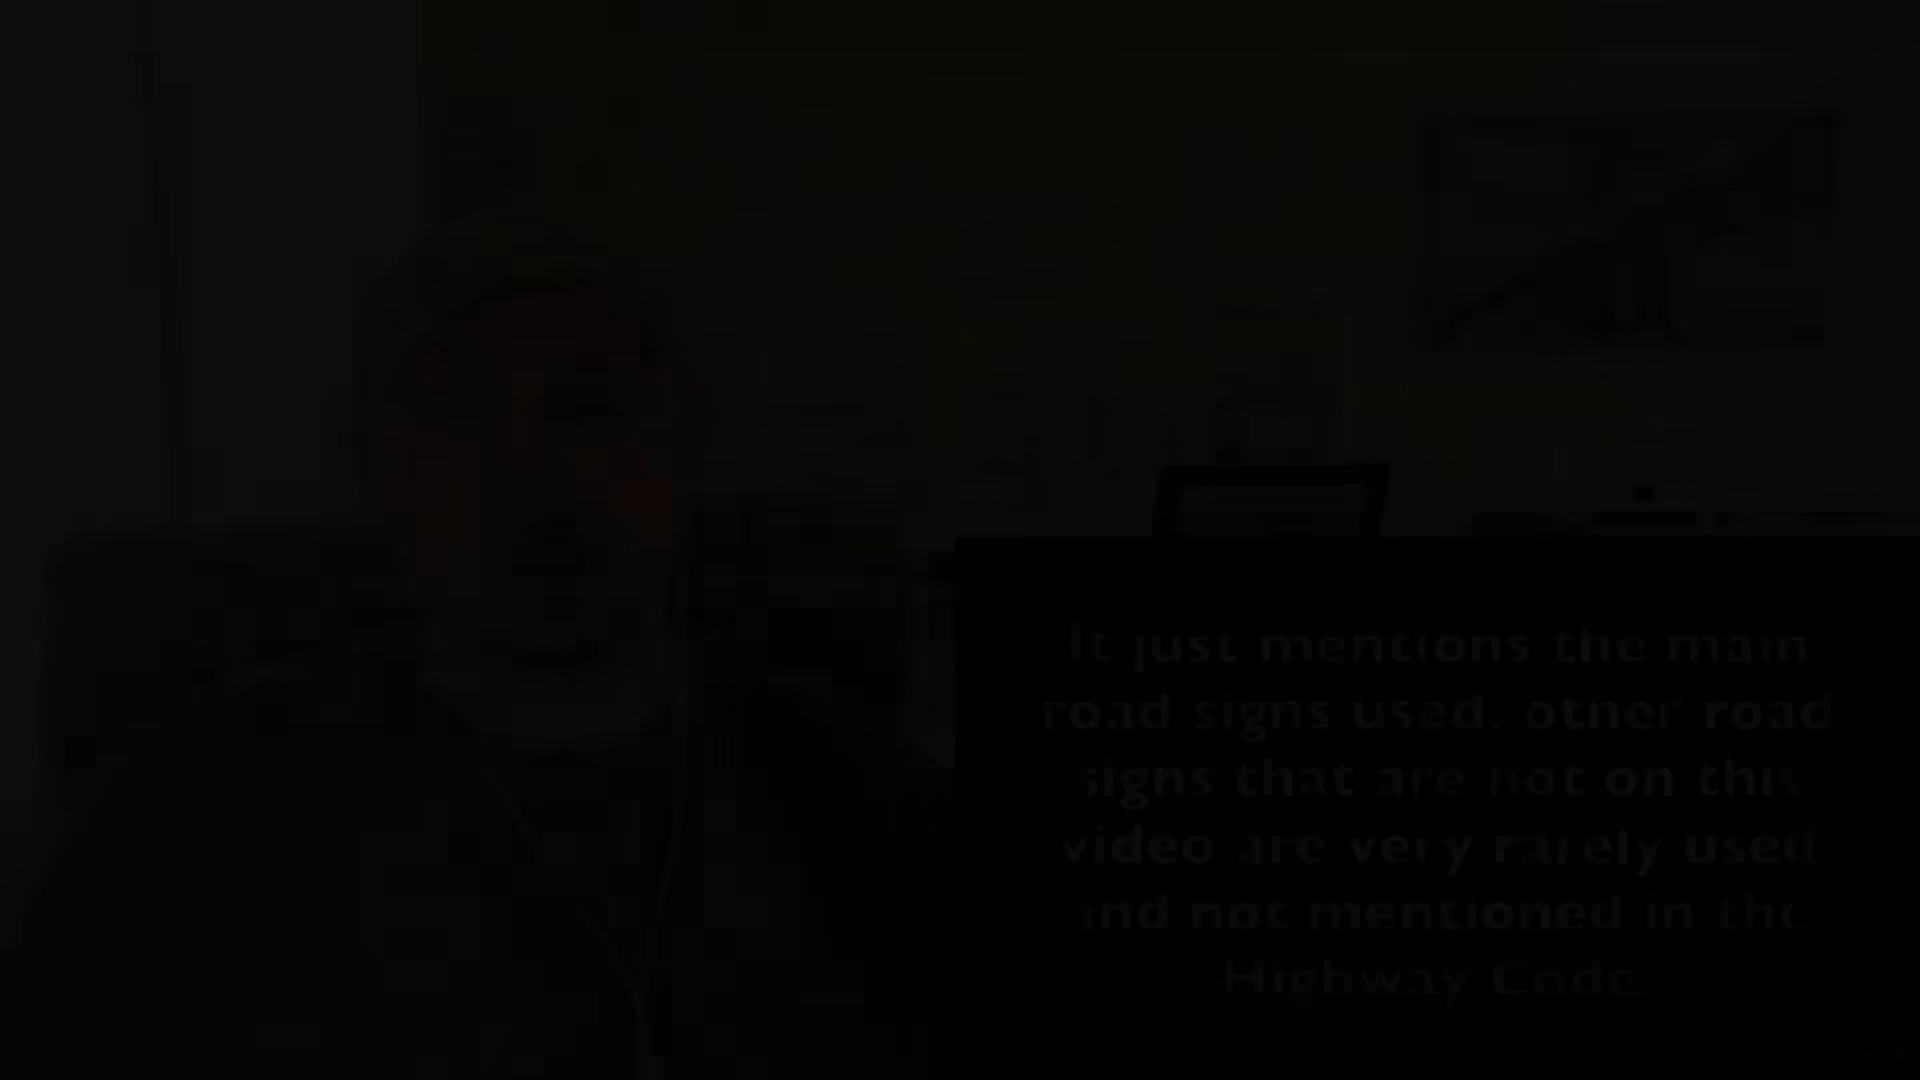 It just mentions the main
road signs used, other road
signs that are not on this
video are very rarely used
and not mentioned in the
Highway Code.